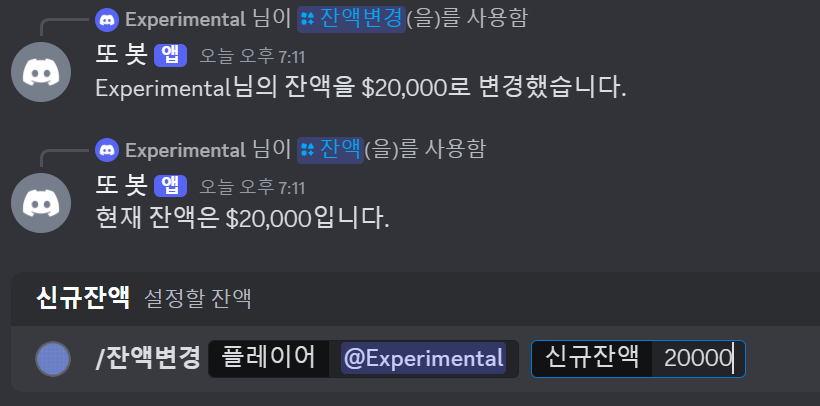 Experimental 님이 잔액변경(을)를 사용함
또 봇 앱 오늘 오후 7:11
Experimental님의 잔액을 $20,000로 변경했습니다.
Experimental 님이 잔액(을)를 사용함
또 봇 앱 오늘 오후 7:11
현재 잔액은 $20,000입니다.
신규잔액 설정할 잔액
/잔액변경 플레이어 @Experimental 신규잔액 20000